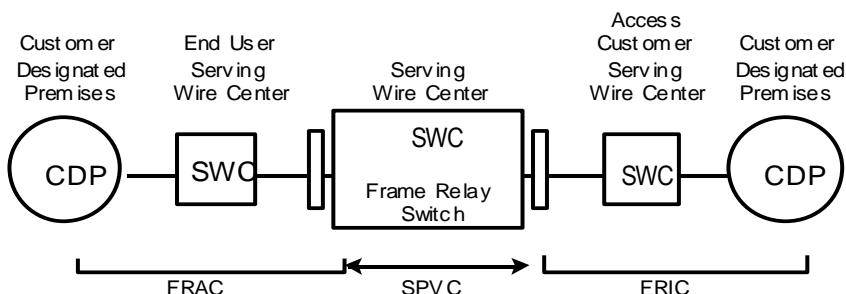 Customer Designated Premises
End User Serving Wire Center
Serving Wire Center
Access Customer Serving Wire Center
Customer Designated Premises
CDP
SWC
SWC
Frame Relay
Switch
SWC
CDP
FRAC
SPVC
FRIC